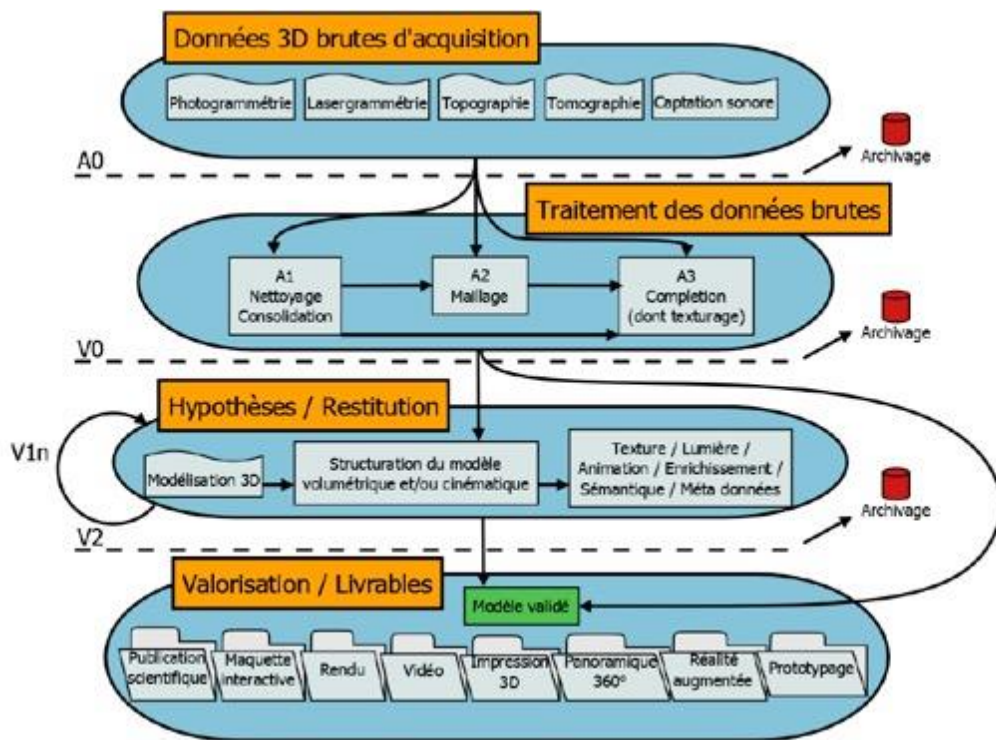 Données 3D brutes d'acquisition
Photogrammétrie
Lasergrammétrie
Topographie
Tomographie
Captation sonore
A0
Archivage
Traitement des données brutes
A1
Nettoyage
Consolidation
A2
Maillage
A3
Completion
(dont texturage)
V0
Archivage
Hypothèses / Restitution
V1n
Modélisation 3D
Structuration du modèle
volumétrique et/ou cinématique
Texture / Lumière /
Animation / Enrichissement /
Sémantique / Méta données
V2
Archivage
Valorisation / Livrables
Modèle validé
Publication
scientifique
Maquette
interactive
Rendu
Vidéo
Impression
3D
Panoramique
360°
Réalité
augmentée
Prototypage